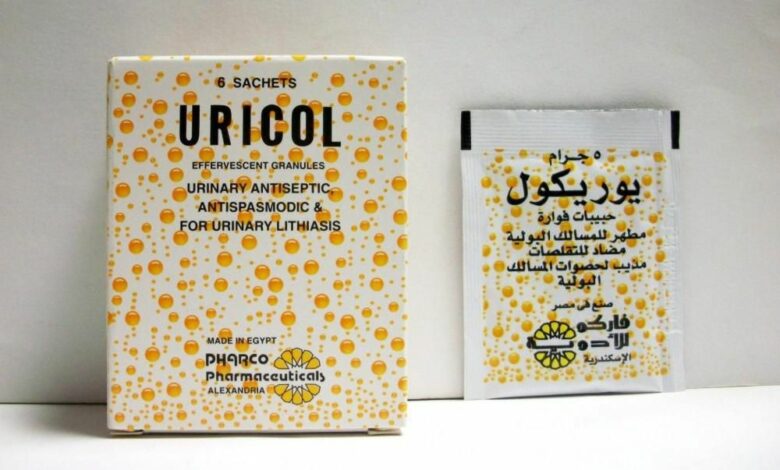 6 SACHETS
URICOL
EFFERVESCENT GRANULES
URINARY ANTISEPTIC,
ANTISPASMODIC &
FOR URINARY LITHIASIS
MADE IN EGYPT
PHARCO
Pharmaceuticals
ALEXANDRIA
٥ جرام
يوريكول
حبيبات فوارة
مطهر للمسالك البولية
مضاد للتقلصات
مذيب لحصوات المسالك
البولية
صنع فى مصر
فاركو
للأدوية
الإسكندرية